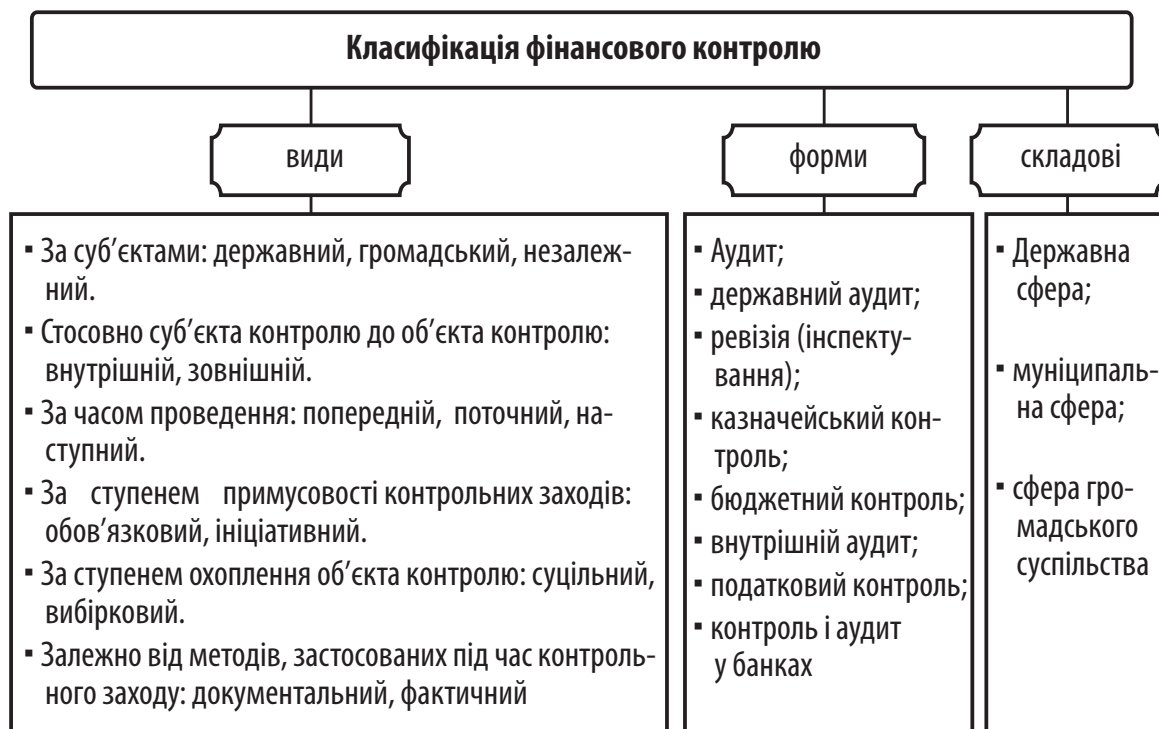 Класифікація фінансового контролю
види
форми
складові
▪ За суб’єктами: державний, громадський, незалеж-
ний.
▪ Стосовно суб’єкта контролю до об’єкта контролю:
внутрішній, зовнішній.
▪ За часом проведення: попередній, поточний, на-
ступний.
▪ За ступенем примусовості контрольних заходів:
обов’язковий, ініціативний.
▪ За ступенем охоплення об’єкта контролю: суцільний,
вибірковий.
▪ Залежно від методів, застосованих під час контроль-
ного заходу: документальний, фактичний
▪ Аудит;
▪ державний аудит;
▪ ревізія (інспекту-
вання);
▪ казначейський кон-
троль;
▪ бюджетний контроль;
▪ внутрішній аудит;
▪ податковий контроль;
▪ контроль і аудит
у банках
▪ Державна
сфера;
▪ муніципаль-
на сфера;
▪ сфера гро-
мадського
суспільства